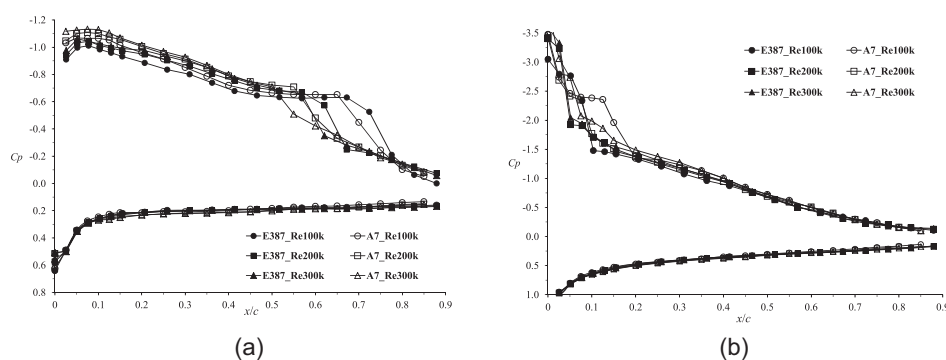 -1.2
-1.0
-0.8
-0.6
-0.4
-0.2
0.0
0.2
0.4
0.6
0.8
Cp
E387_Re100k A7_Re100k
E387_Re200k A7_Re200k
E387_Re300k A7_Re300k
0 0.1 0.2 0.3 0.4 0.5 0.6 0.7 0.8 0.9
x/c
(a)
-3.5
-3.0
-2.5
-2.0
-1.5
-1.0
-0.5
0.0
0.5
1.0
Cp
E387_Re100k A7_Re100k
E387_Re200k A7_Re200k
E387_Re300k A7_Re300k
0 0.1 0.2 0.3 0.4 0.5 0.6 0.7 0.8 0.9
x/c
(b)